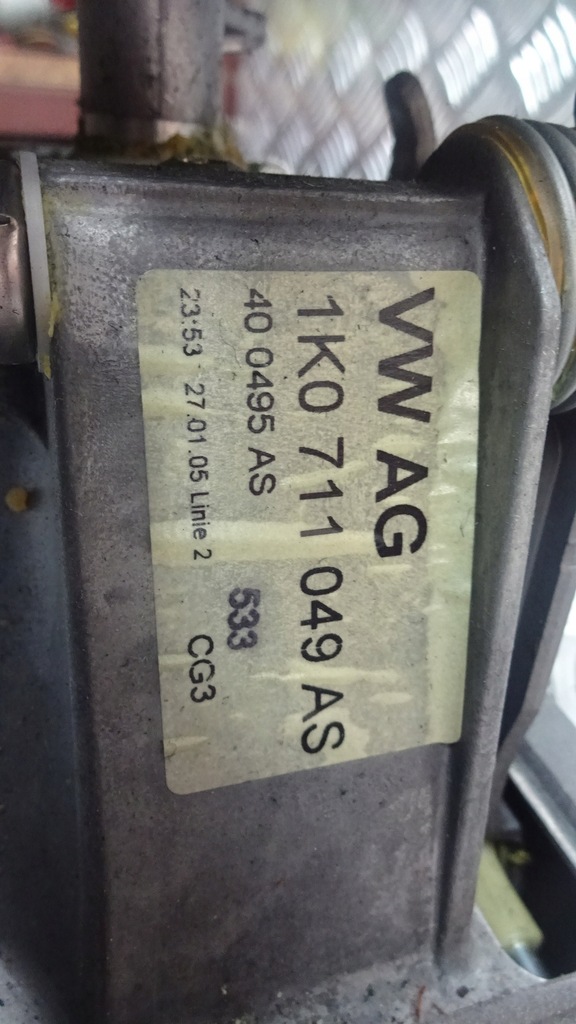 VW AG
1K0 711 049 AS
40 0495 AS
533
23:53 - 27.01.05 Linie 2
CG3